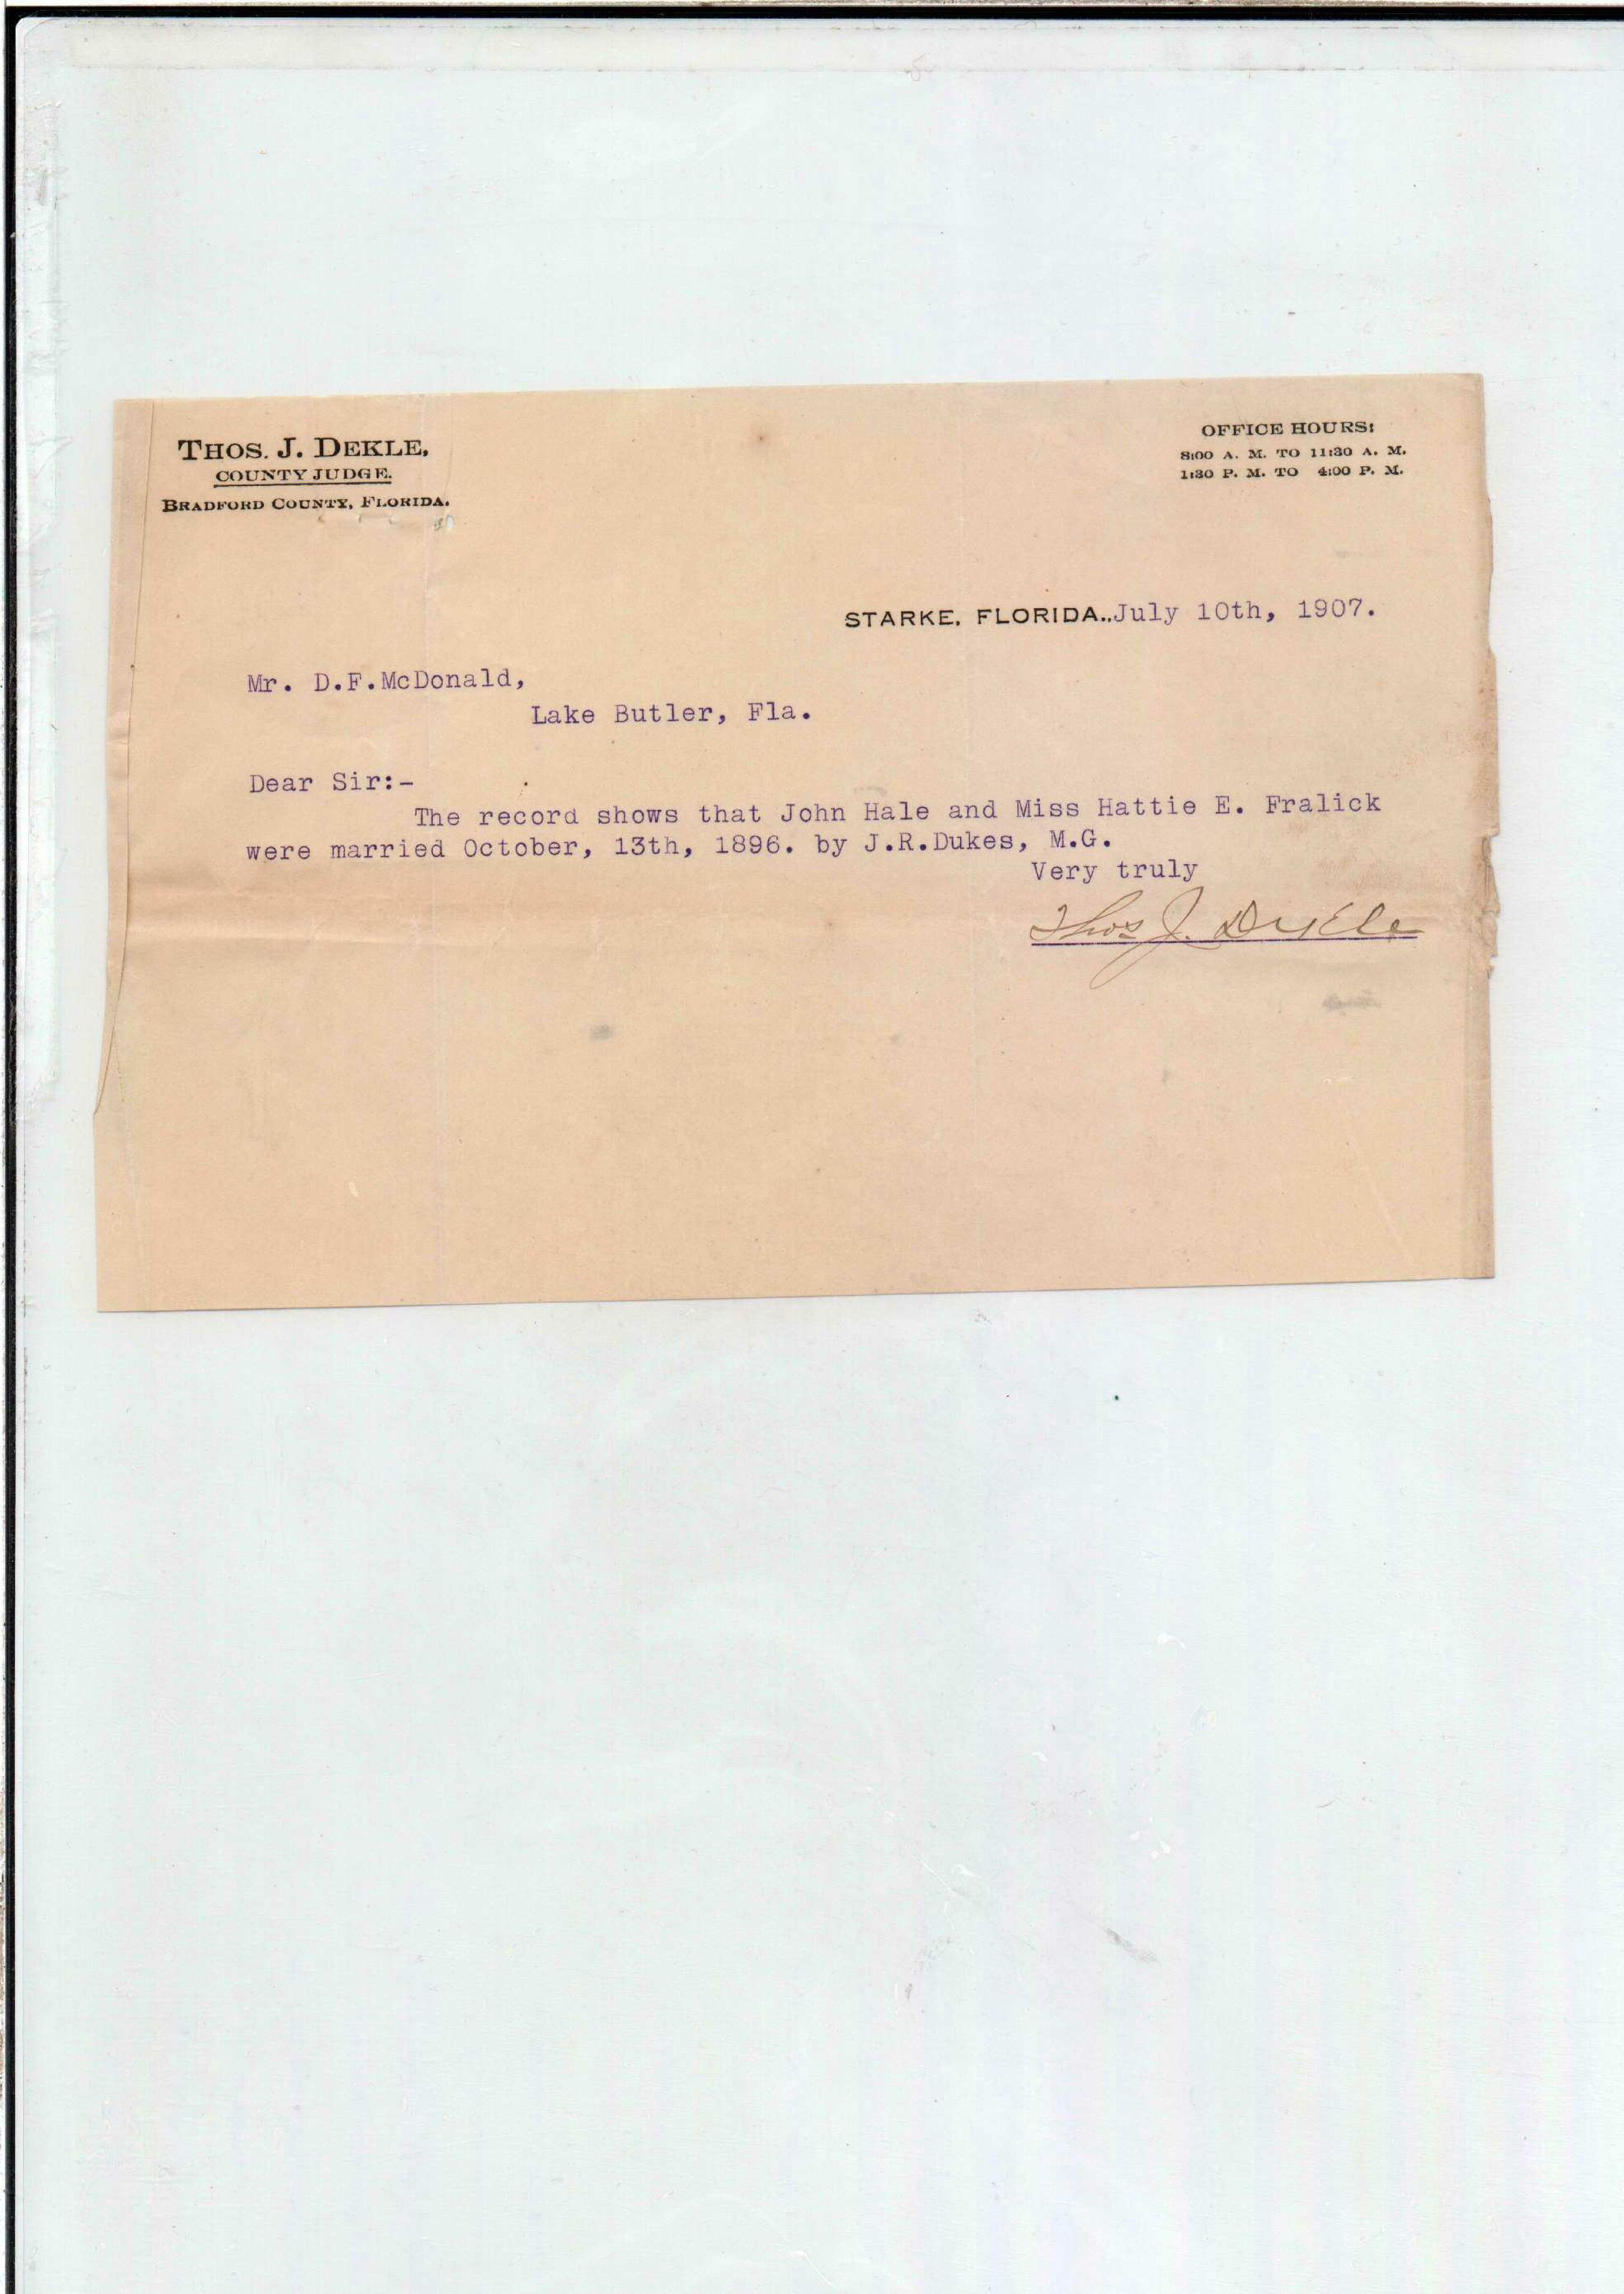 THOS. J. DEKLE,
COUNTY JUDGE.
BRADFORD COUNTY, FLORIDA.
OFFICE HOURS:
8:00 A. M. TO 11:30 A. M.
1:30 P. M. TO 4:00 P. M.
STARKE, FLORIDA.,July 10th, 1907.
Mr. D.F.McDonald,
Lake Butler, Fla.
Dear Sir:-
The record shows that John Hale and Miss Hattie E. Fralick
were married October, 13th, 1896. by J.R.Dukes, M.G.
Very truly
Thos J. Dekle